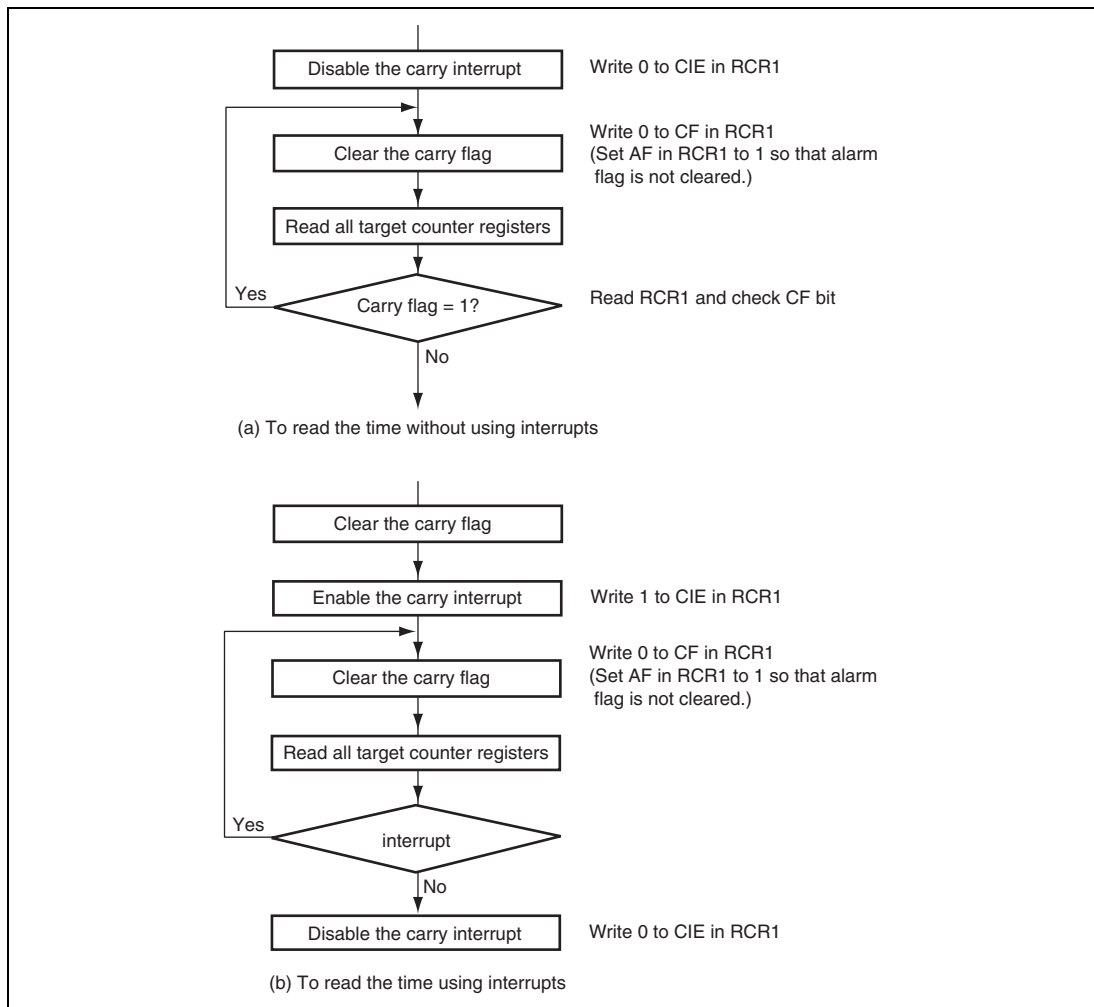 Disable the carry interrupt
Write 0 to CIE in RCR1
Write 0 to CF in RCR1
(Set AF in RCR1 to 1 so that alarm
flag is not cleared.)
Clear the carry flag
Read all target counter registers
Yes
Carry flag = 1?
Read RCR1 and check CF bit
No
(a) To read the time without using interrupts
Clear the carry flag
Enable the carry interrupt
Write 1 to CIE in RCR1
Write 0 to CF in RCR1
(Set AF in RCR1 to 1 so that alarm
flag is not cleared.)
Clear the carry flag
Read all target counter registers
Yes
interrupt
No
Disable the carry interrupt
Write 0 to CIE in RCR1
(b) To read the time using interrupts